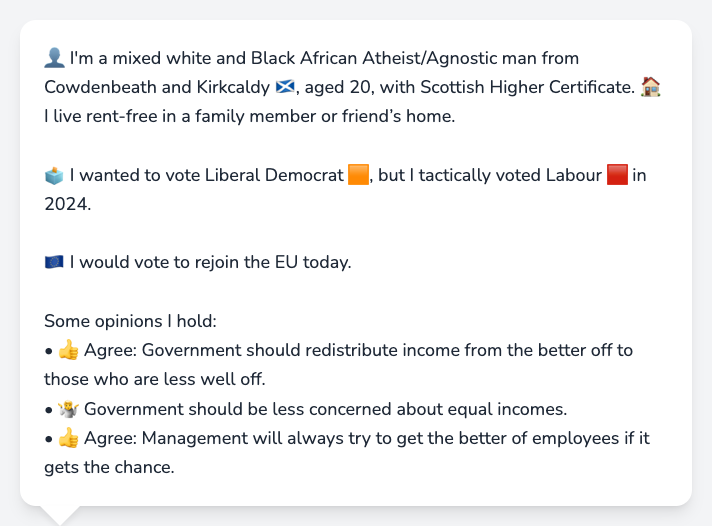 👤 I'm a mixed white and Black African Atheist/Agnostic man from
Cowdenbeath and Kirkcaldy 🏴󠁧󠁢󠁳󠁣󠁴󠁿, aged 20, with Scottish Higher Certificate. 🏠
I live rent-free in a family member or friend’s home.
🗳️ I wanted to vote Liberal Democrat 🟧, but I tactically voted Labour 🟥 in
2024.
🇪🇺 I would vote to rejoin the EU today.
Some opinions I hold:
• 👍 Agree: Government should redistribute income from the better off to
those who are less well off.
• 🤷 Government should be less concerned about equal incomes.
• 👍 Agree: Management will always try to get the better of employees if it
gets the chance.